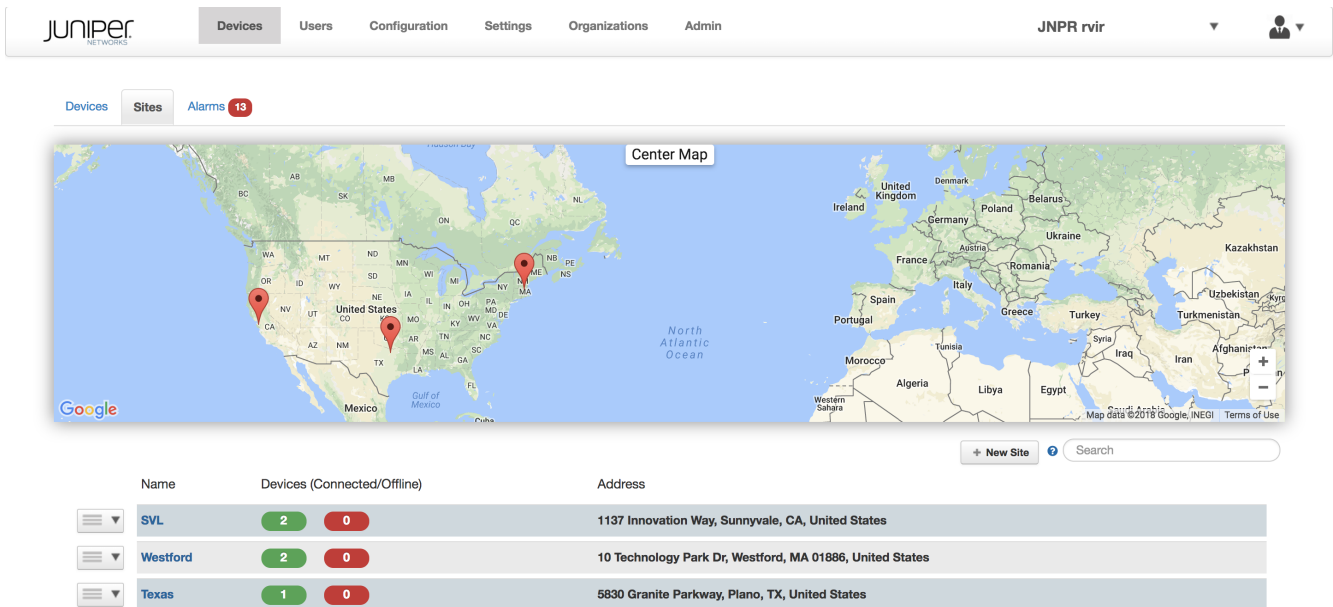 JUNIPER NETWORKS
Devices Users Configuration Settings Organizations Admin JNPR rvir
Devices Sites Alarms 13
Center Map
Hudson Bay
AB MB
BC SK NL
ON QC
WA MT ND MN NB PE
OR ID SD WI MI ME NS
WY NY
NV UT NE IA IL IN OH PA MA
United States
CO MO KY WV MD DE
CA VA
AZ NM AR TN NC
MS AL SC
TX LA GA
FL
Gulf of Mexico
Mexico
Cuba
North Atlantic Ocean
United Kingdom
Ireland
Denmark
Belarus
Poland
Germany
Ukraine
Kazakhstan
Austria
France
Romania
Italy
Uzbekistan
Spain
Greece
Turkey
Turkmenistan
Portugal
Syria
Tunisia
Iraq
Iran
Morocco
Algeria
Libya
Egypt
Western Sahara
Google
Map data ©2018 Google, INEGI Terms of Use
+ New Site ? Search
Name Devices (Connected/Offline) Address
SVL 2 0 1137 Innovation Way, Sunnyvale, CA, United States
Westford 2 0 10 Technology Park Dr, Westford, MA 01886, United States
Texas 1 0 5830 Granite Parkway, Plano, TX, United States